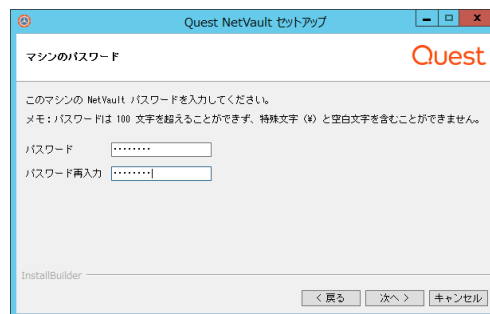 Quest NetVault セットアップ
マシンのパスワード
Quest
このマシンの NetVault パスワードを入力してください。
メモ：パスワードは 100 文字を超えることができず、特殊文字 (¥) と空白文字を含むことができません。
パスワード ········
パスワード再入力 ········
InstallBuilder
< 戻る 次へ > キャンセル